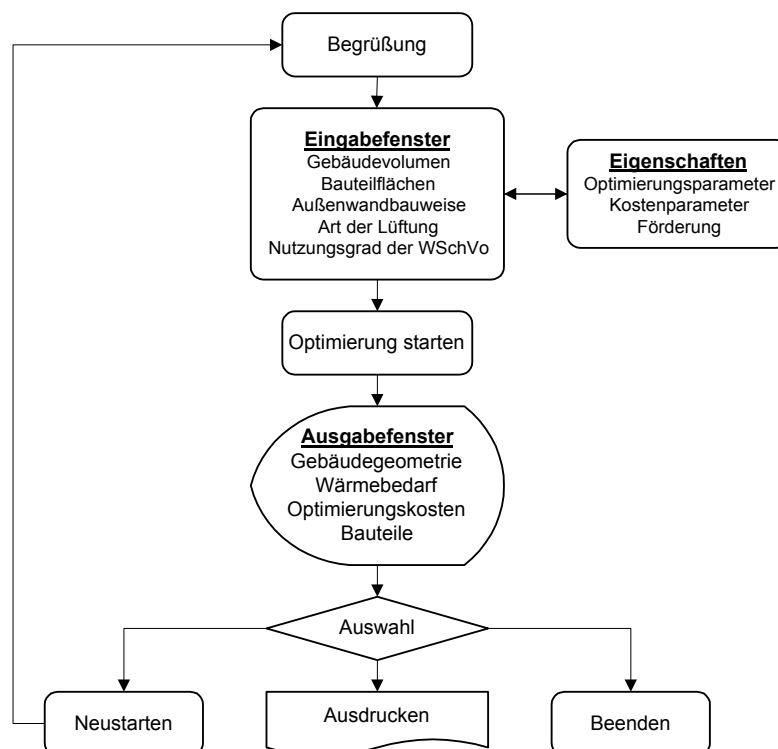 Begrüßung
Eingabefenster
Gebäudevolumen
Bauteilflächen
Außenwandbauweise
Art der Lüftung
Nutzungsgrad der WSchVo
Eigenschaften
Optimierungsparameter
Kostenparameter
Förderung
Optimierung starten
Ausgabefenster
Gebäudegeometrie
Wärmebedarf
Optimierungskosten
Bauteile
Auswahl
Neustarten
Ausdrucken
Beenden